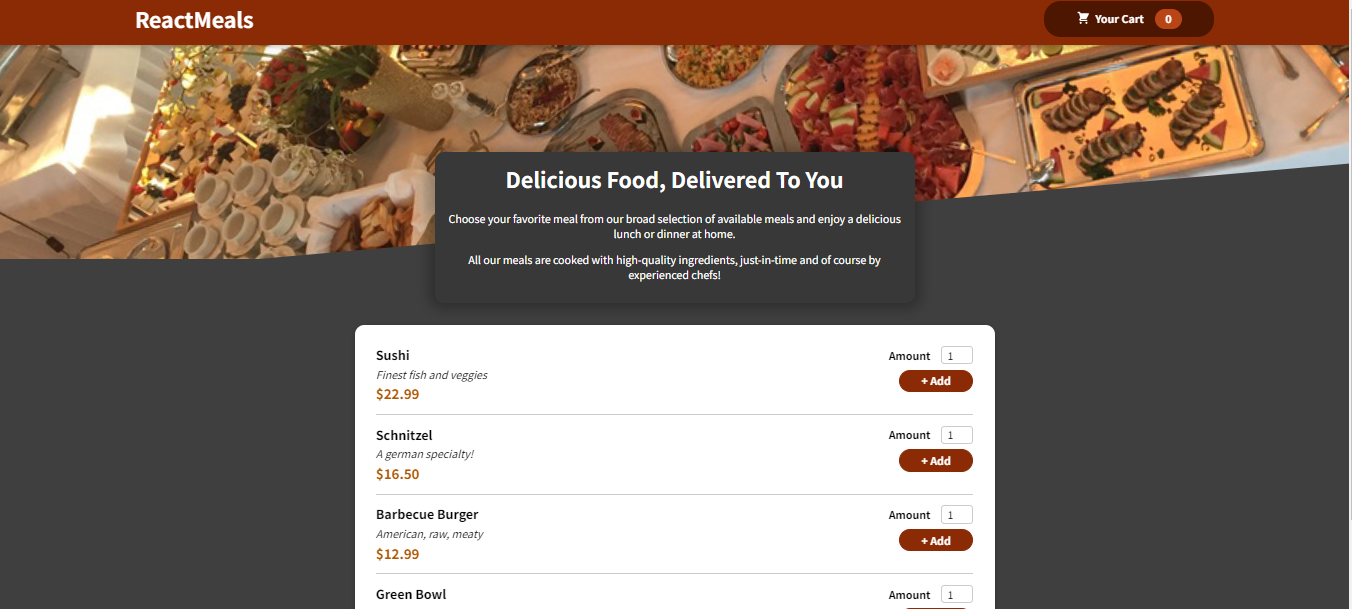 ReactMeals
Your Cart 0
Delicious Food, Delivered To You
Choose your favorite meal from our broad selection of available meals and enjoy a delicious
lunch or dinner at home.
All our meals are cooked with high-quality ingredients, just-in-time and of course by
experienced chefs!
Sushi
Finest fish and veggies
$22.99
Amount 1
+ Add
Schnitzel
A german specialty!
$16.50
Amount 1
+ Add
Barbecue Burger
American, raw, meaty
$12.99
Amount 1
+ Add
Green Bowl
Amount 1